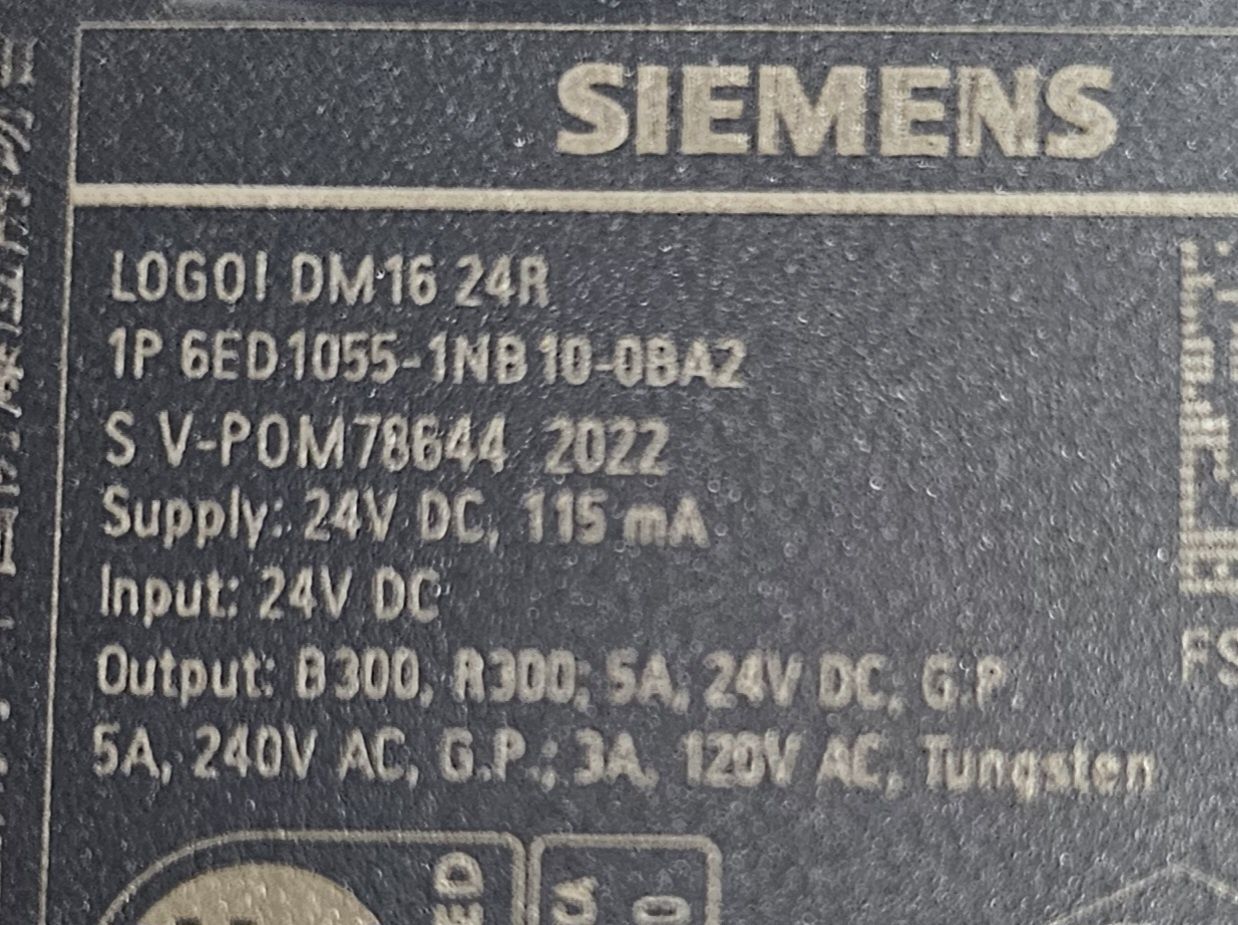 SIEMENS
LOGO! DM16 24R
1P 6ED1055-1NB10-0BA2
S V-POM78644 2022
Supply: 24V DC, 115 mA
Input: 24V DC
Output: B300, R300; 5A, 24V DC, G.P.
5A, 240V AC, G.P.; 3A, 120V AC, Tungsten
FS